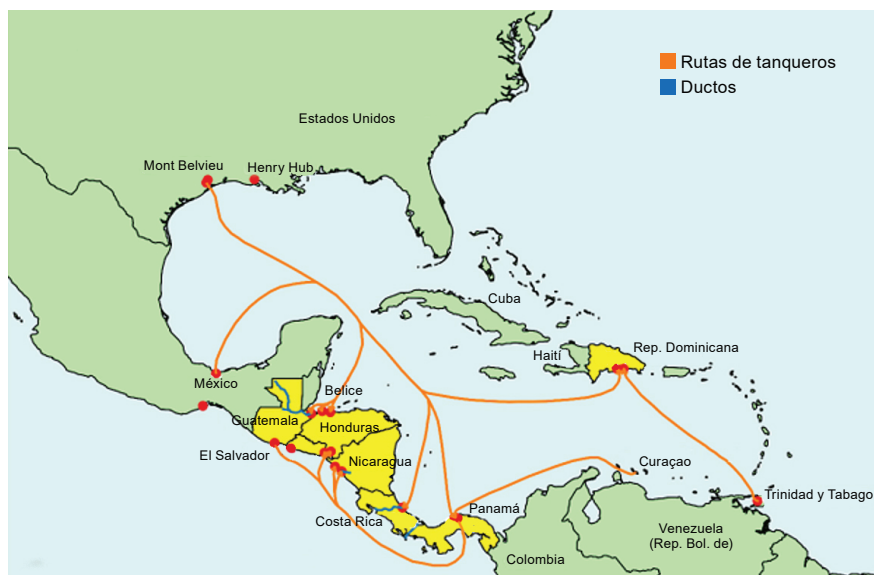 Rutas de tanqueros
Ductos
Estados Unidos
Mont Belvieu
Henry Hub
Cuba
Haití
Rep. Dominicana
México
Belice
Guatemala
Honduras
El Salvador
Nicaragua
Curaçao
Trinidad y Tabago
Costa Rica
Panamá
Venezuela
(Rep. Bol. de)
Colombia